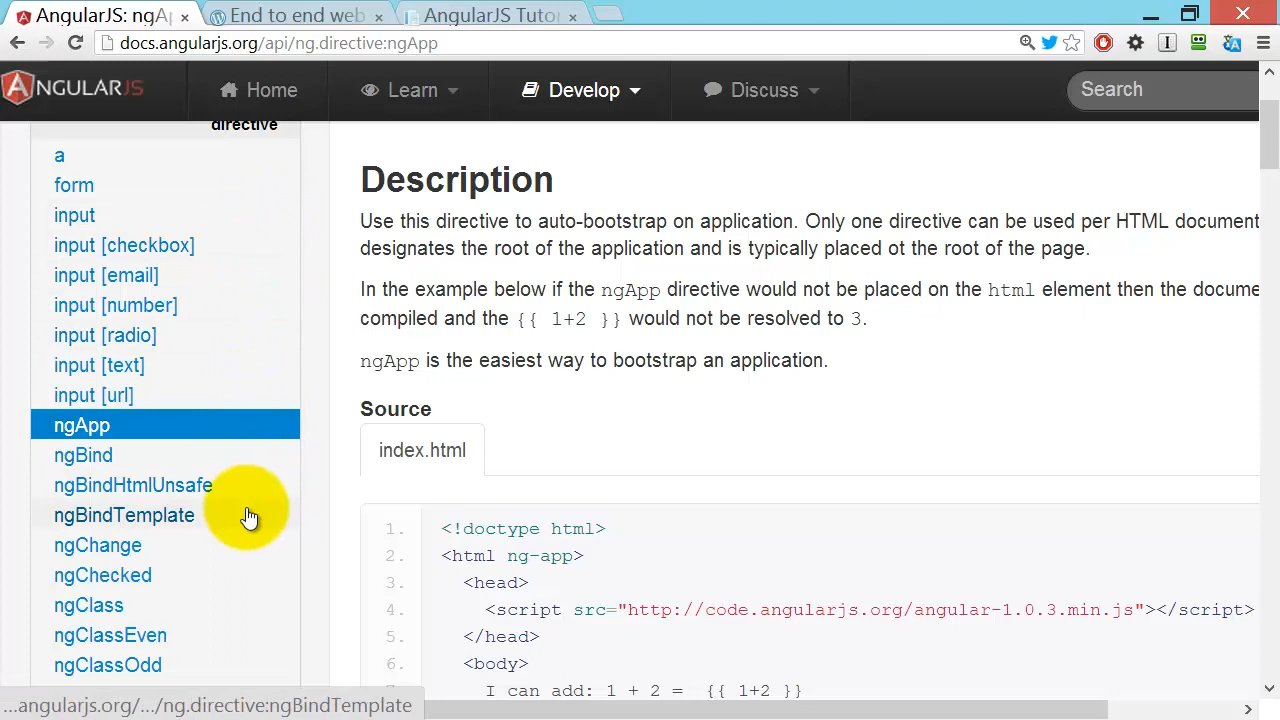 AngularJS: ngAp
End to end web
AngularJS Tutor
docs.angularjs.org/api/ng.directive:ngApp
ANGULARJS
Home
Learn
Develop
Discuss
Search
directive
a
form
input
input [checkbox]
input [email]
input [number]
input [radio]
input [text]
input [url]
ngApp
ngBind
ngBindHtmlUnsafe
ngBindTemplate
ngChange
ngChecked
ngClass
ngClassEven
ngClassOdd
Description
Use this directive to auto-bootstrap on application. Only one directive can be used per HTML document
designates the root of the application and is typically placed ot the root of the page.
In the example below if the ngApp directive would not be placed on the html element then the docume
compiled and the {{ 1+2 }} would not be resolved to 3.
ngApp is the easiest way to bootstrap an application.
Source
index.html
1. <!doctype html>
2. <html ng-app>
3. <head>
4. <script src="http://code.angularjs.org/angular-1.0.3.min.js"></script>
5. </head>
6. <body>
I can add: 1 + 2 = {{ 1+2 }}
...angularjs.org/.../ng.directive:ngBindTemplate